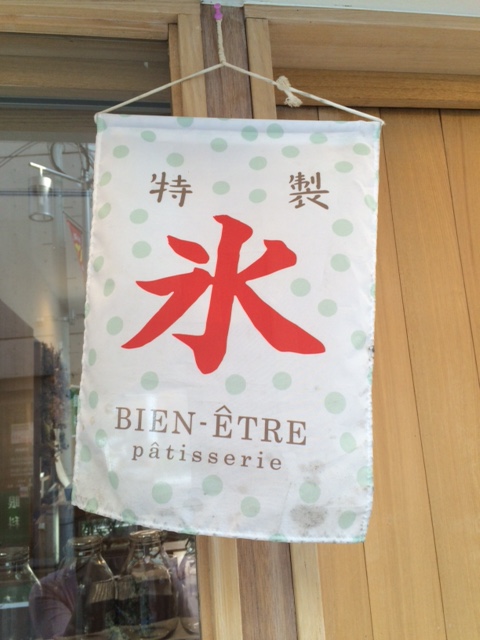 特 製
氷
BIEN-ÊTRE
pâtisserie